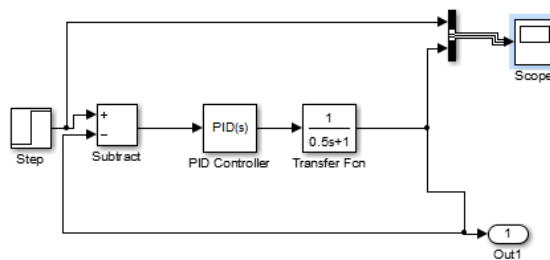 Scope
+
−
Step
Subtract
PID(s)
PID Controller
1
0.5s+1
Transfer Fcn
1
Out1